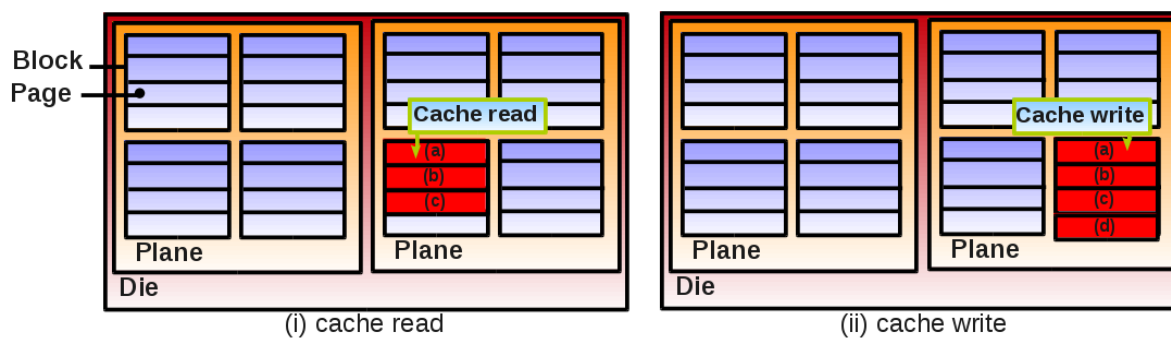 Block
Page
Cache read
(a)
(b)
(c)
Plane
Plane
Die
(i) cache read
Cache write
(a)
(b)
(c)
(d)
Plane
Plane
Die
(ii) cache write